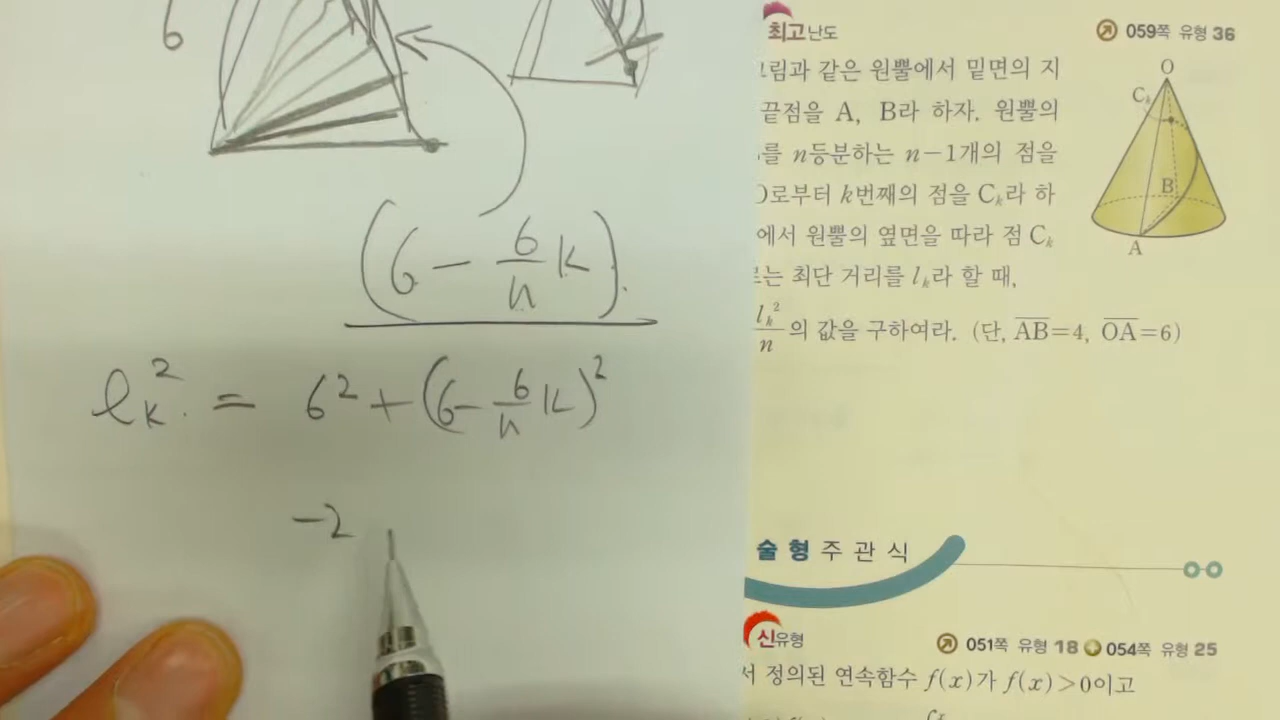 6
(6 - 6/n k).
l_k^2 = 6^2 + (6 - 6/n k)^2
-2
최고난도
059쪽 유형 36
그림과 같은 원뿔에서 밑면의 지
끝점을 A, B라 하자. 원뿔의
를 n등분하는 n-1개의 점을
O로부터 k번째의 점을 C_k라 하
에서 원뿔의 옆면을 따라 점 C_k
는 최단 거리를 l_k라 할 때,
l_k^2/n 의 값을 구하여라. (단, AB=4, OA=6)
O
C_k
B
A
술형 주관식
신유형
051쪽 유형 18 054쪽 유형 25
서 정의된 연속함수 f(x)가 f(x)>0이고